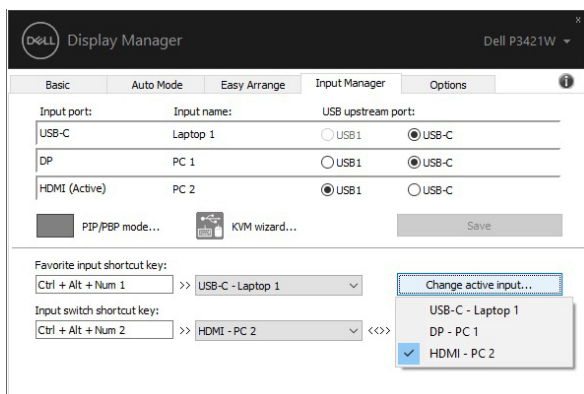 DELL Display Manager Dell P3421W
x
Basic Auto Mode Easy Arrange Input Manager Options
Input port: Input name: USB upstream port:
USB-C Laptop 1 USB1 USB-C
DP PC 1 USB1 USB-C
HDMI (Active) PC 2 USB1 USB-C
PIP/PBP mode... KVM wizard... Save
Favorite input shortcut key:
Ctrl + Alt + Num 1 >> USB-C - Laptop 1 Change active input...
Input switch shortcut key:
Ctrl + Alt + Num 2 >> HDMI - PC 2 <<>>
USB-C - Laptop 1
DP - PC 1
HDMI - PC 2